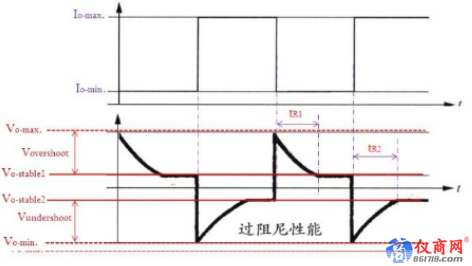 Io-max.
Io-min.
t
tR1
tR2
Vo-max.
Vovershoot
Vo-stable1
t
Vo-stable2
Vundershoot
过阻尼性能
Vo-min.
仪商网
861718.com